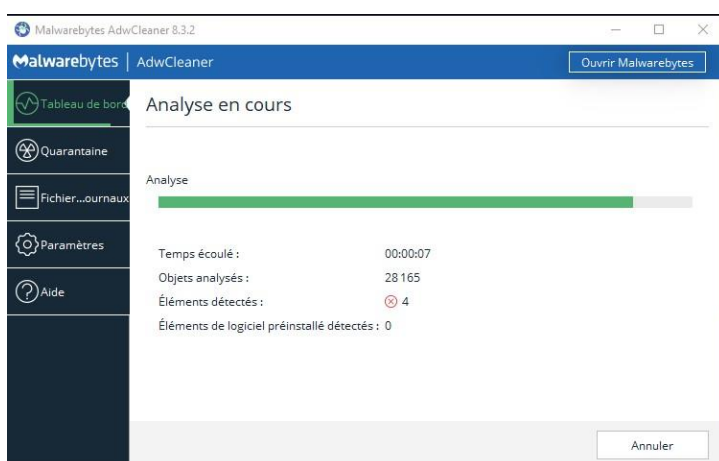 Malwarebytes AdwCleaner 8.3.2
Malwarebytes | AdwCleaner
Ouvrir Malwarebytes
Tableau de bord
Analyse en cours
Quarantaine
Analyse
Fichier...ournaux
Paramètres
Temps écoulé : 00:00:07
Objets analysés : 28 165
Aide
Éléments détectés : 4
Éléments de logiciel préinstallé détectés : 0
Annuler